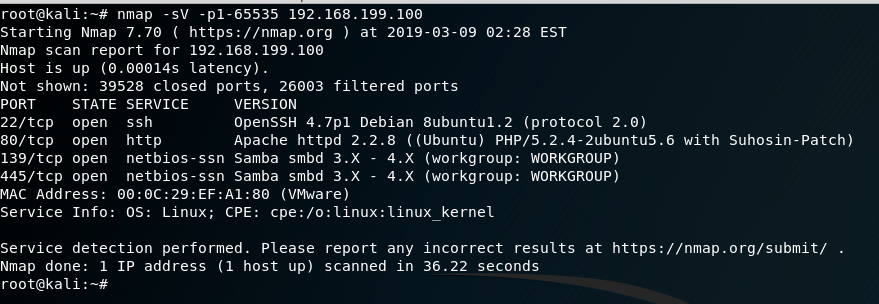 root@kali:~# nmap -sV -p1-65535 192.168.199.100
Starting Nmap 7.70 ( https://nmap.org ) at 2019-03-09 02:28 EST
Nmap scan report for 192.168.199.100
Host is up (0.00014s latency).
Not shown: 39528 closed ports, 26003 filtered ports
PORT    STATE SERVICE     VERSION
22/tcp  open  ssh         OpenSSH 4.7p1 Debian 8ubuntu1.2 (protocol 2.0)
80/tcp  open  http        Apache httpd 2.2.8 ((Ubuntu) PHP/5.2.4-2ubuntu5.6 with Suhosin-Patch)
139/tcp open  netbios-ssn Samba smbd 3.X - 4.X (workgroup: WORKGROUP)
445/tcp open  netbios-ssn Samba smbd 3.X - 4.X (workgroup: WORKGROUP)
MAC Address: 00:0C:29:EF:A1:80 (VMware)
Service Info: OS: Linux; CPE: cpe:/o:linux:linux_kernel
Service detection performed. Please report any incorrect results at https://nmap.org/submit/ .
Nmap done: 1 IP address (1 host up) scanned in 36.22 seconds
root@kali:~#